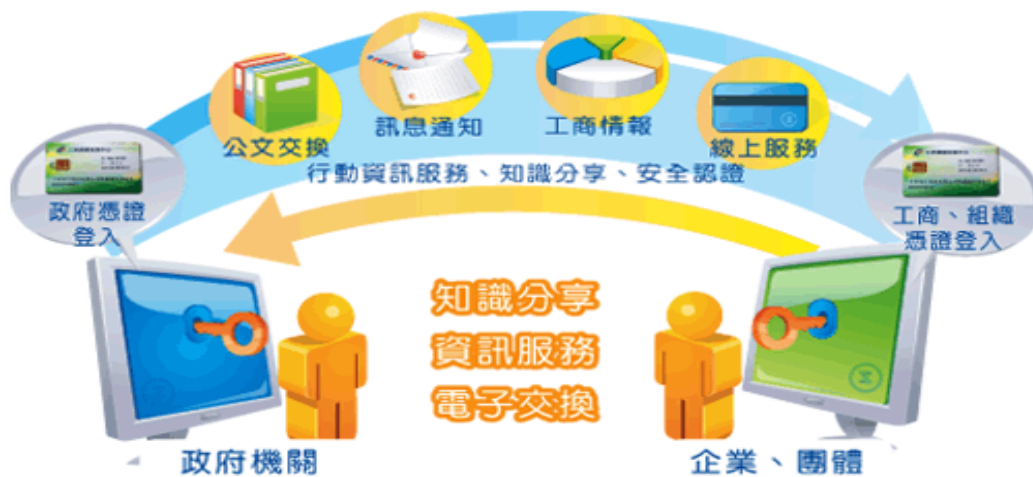 訊息通知
工商情報
公文交換
線上服務
行動資訊服務、知識分享、安全認證
政府憑證
登入
工商、組織
憑證登入
知識分享
資訊服務
電子交換
政府機關
企業、團體